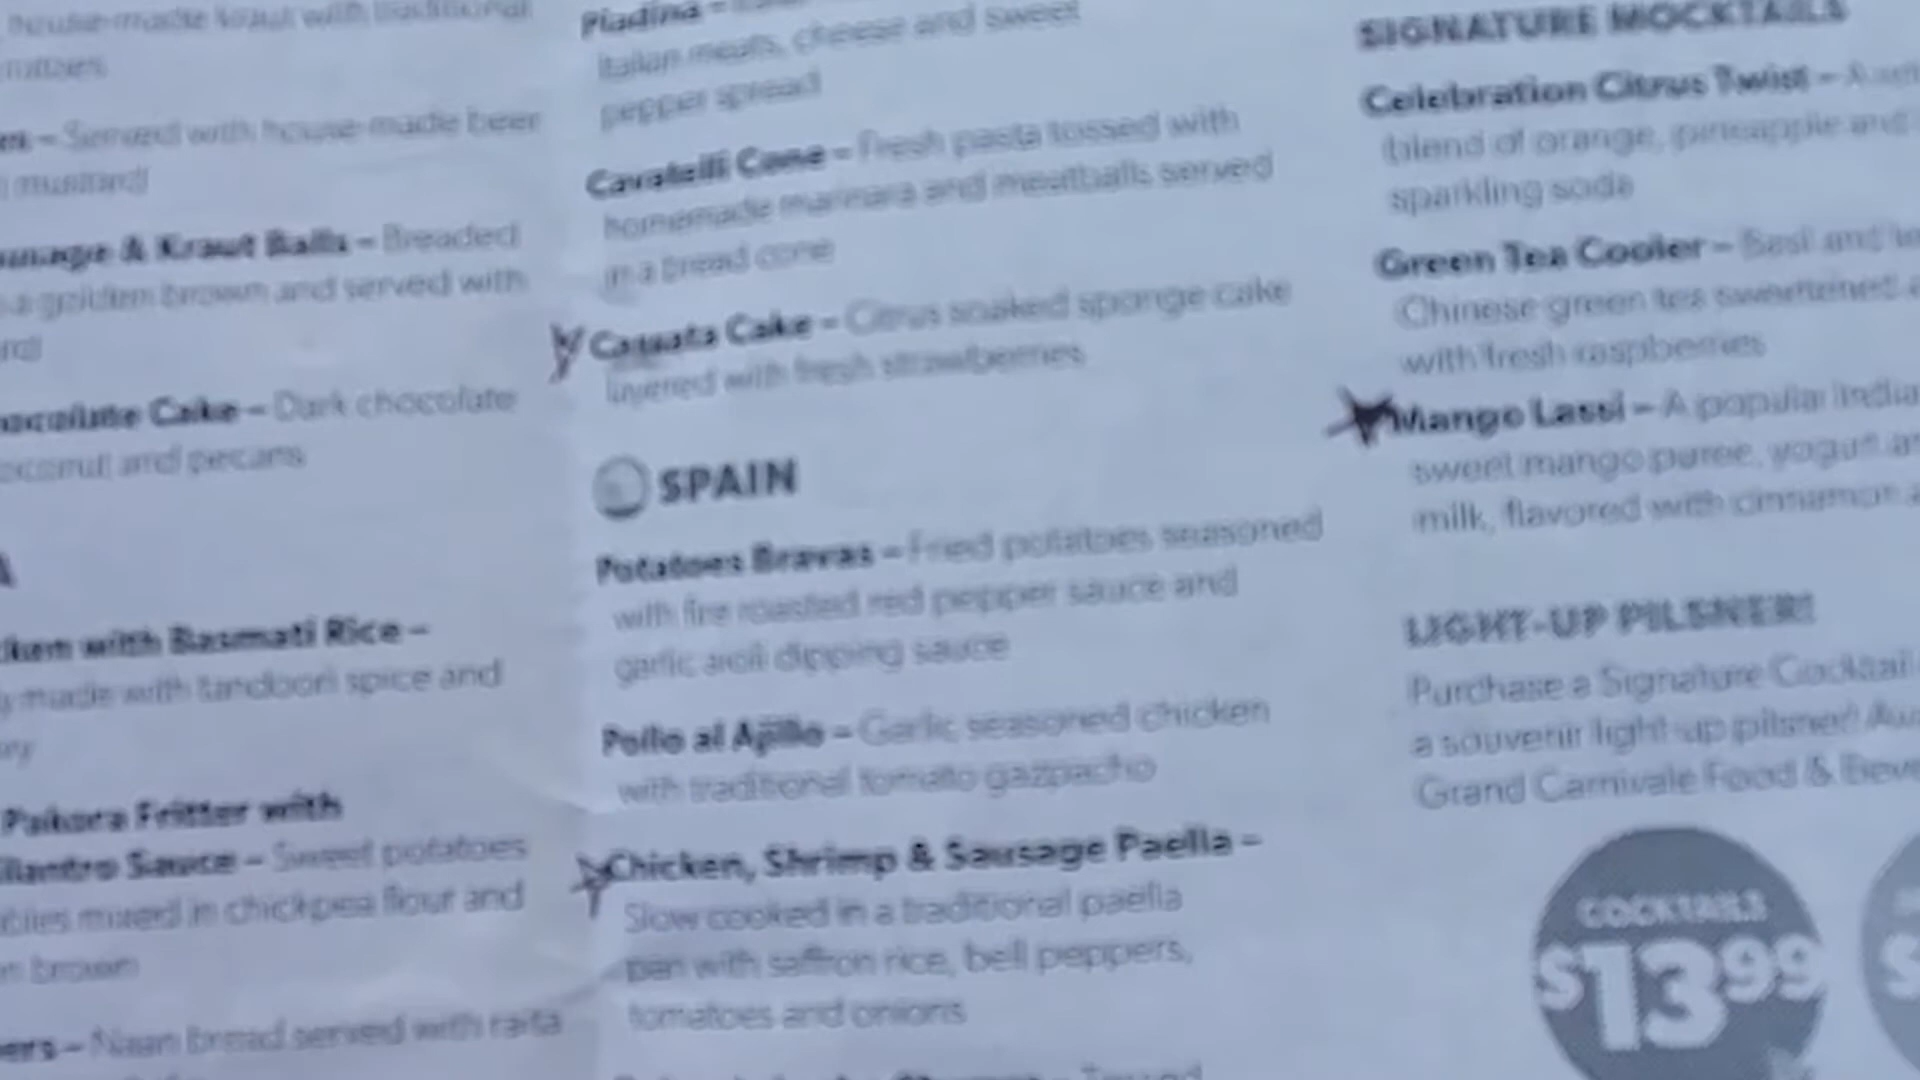 house-made kraut with traditional
– Served with house-made beer
mustard
& Kraut Balls – Breaded
a golden brown and served with
Cake – Dark chocolate
coconut and pecans
with Basmati Rice –
made with tandoori spice and
Pakora Fritter with
Sauce – Sweet potatoes
mixed in chickpea flour and
brown
– Naan bread served with raita
Piadina –
italian meats, cheese and sweet
pepper spread
Cavatelli Cone – Fresh pasta tossed with
homemade marinara and meatballs served
in a bread cone
Cassata Cake – Citrus soaked sponge cake
layered with fresh strawberries
SPAIN
Potatoes Bravas – Fried potatoes seasoned
with fire roasted red pepper sauce and
garlic aioli dipping sauce
Pollo al Ajillo – Garlic seasoned chicken
with traditional tomato gazpacho
Chicken, Shrimp & Sausage Paella –
Slow cooked in a traditional paella
pan with saffron rice, bell peppers,
tomatoes and onions
SIGNATURE MOCKTAILS
Celebration Citrus Twist – A
blend of orange, pineapple and
sparkling soda
Green Tea Cooler – and
Chinese green tea sweetened
with fresh raspberries
Mango Lassi – A popular India
sweet mango puree, yogurt
milk, flavored with cinnamon
LIGHT-UP PILSNER!
Purchase a Signature Cocktail
a souvenir light-up pilsner!
Grand Carnivale Food & Beve
COCKTAILS
$13.99
$